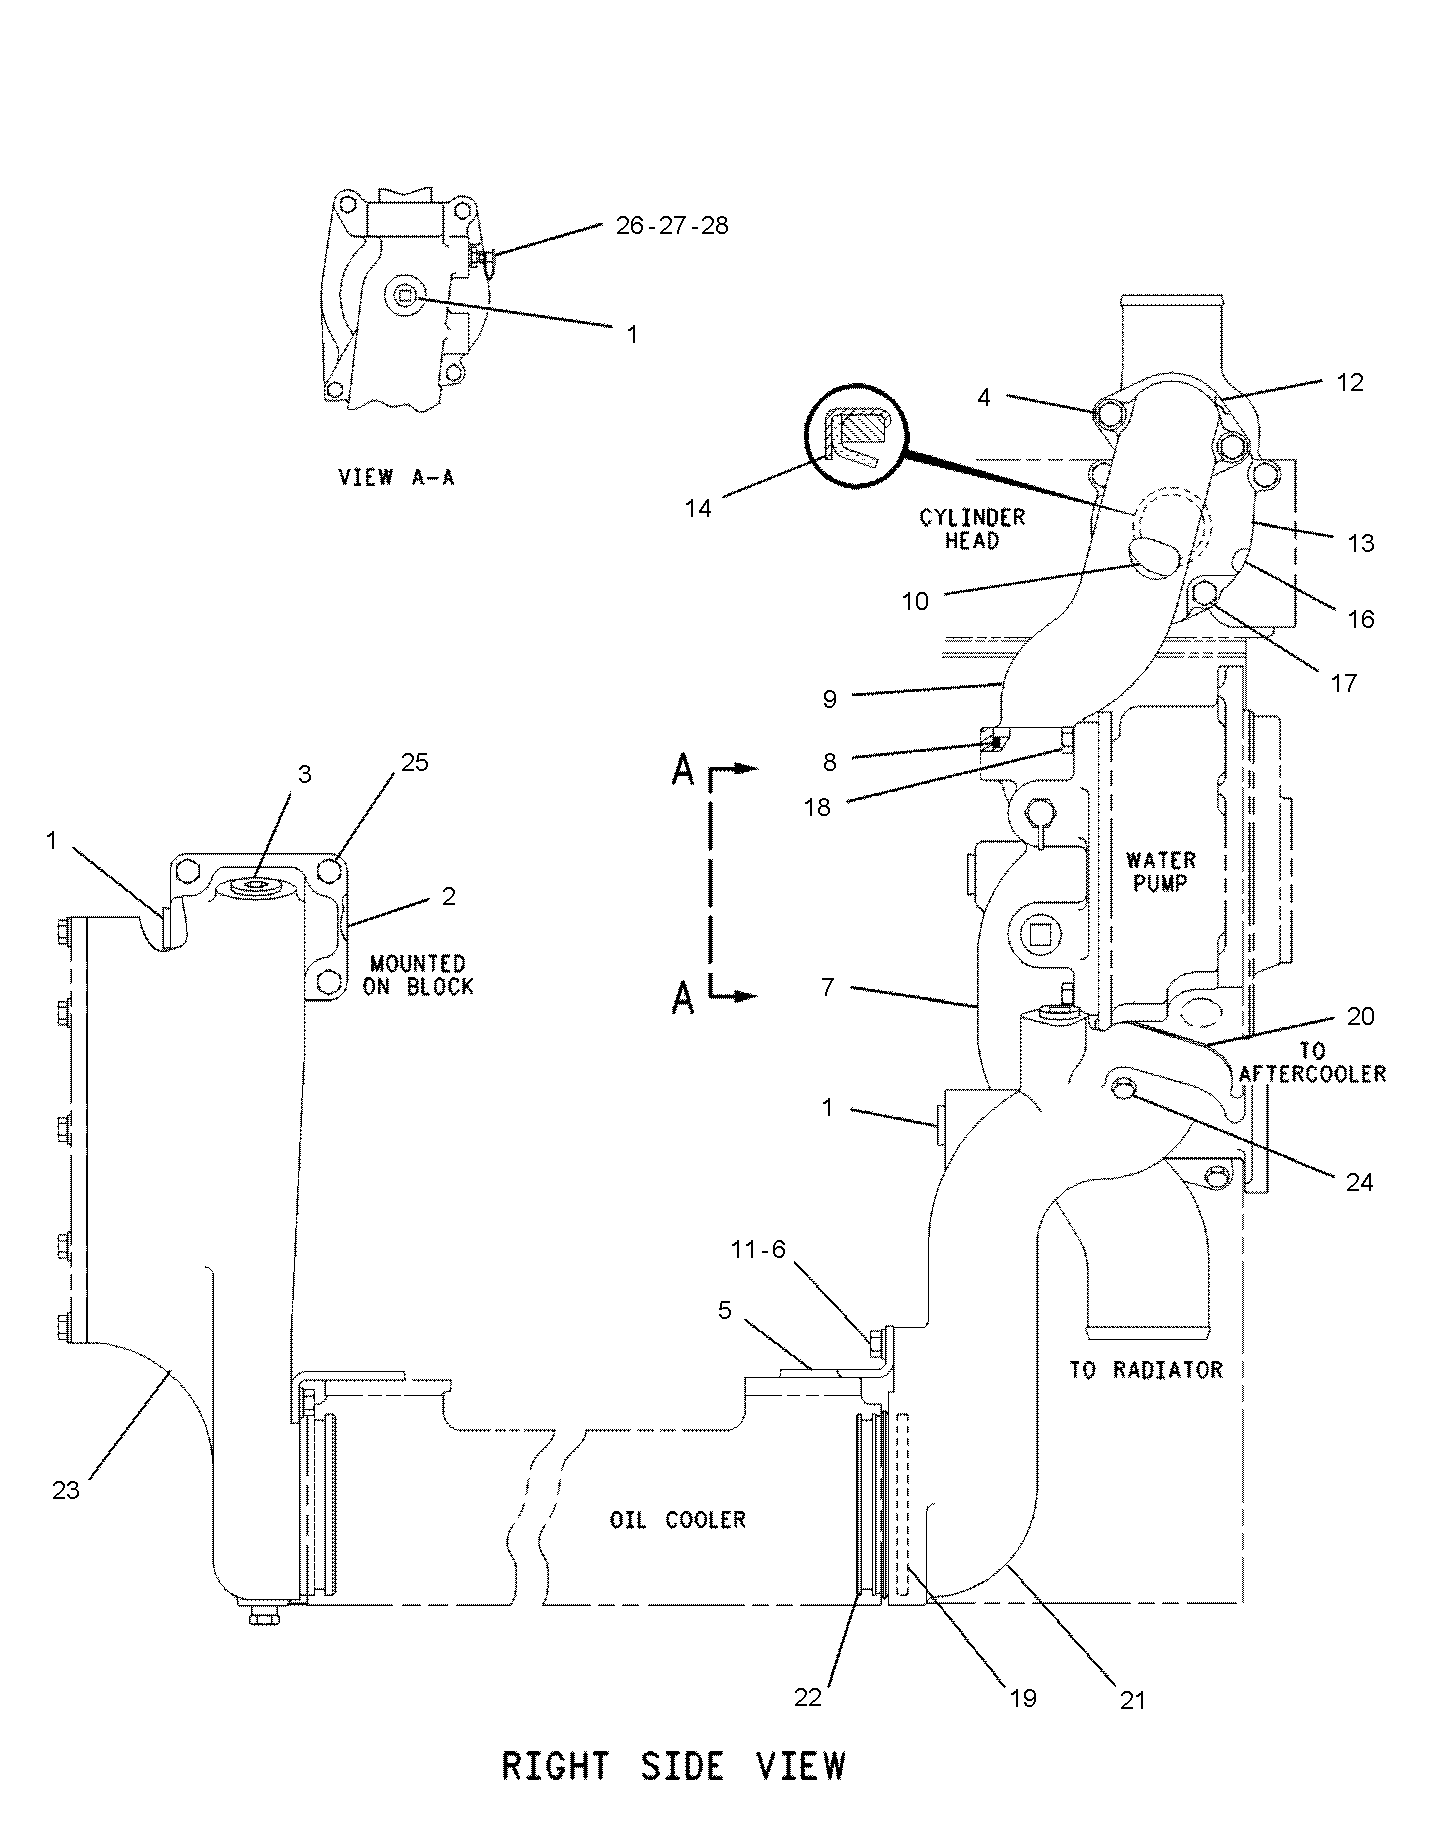 26-27-28
1
VIEW A-A
12
4
14
CYLINDER
HEAD
13
10
16
17
9
8
18
A
3
25
1
2
MOUNTED
ON BLOCK
WATER
PUMP
A
7
20
TO
AFTERCOOLER
1
24
11-6
5
TO RADIATOR
23
OIL COOLER
22
19
21
RIGHT SIDE VIEW